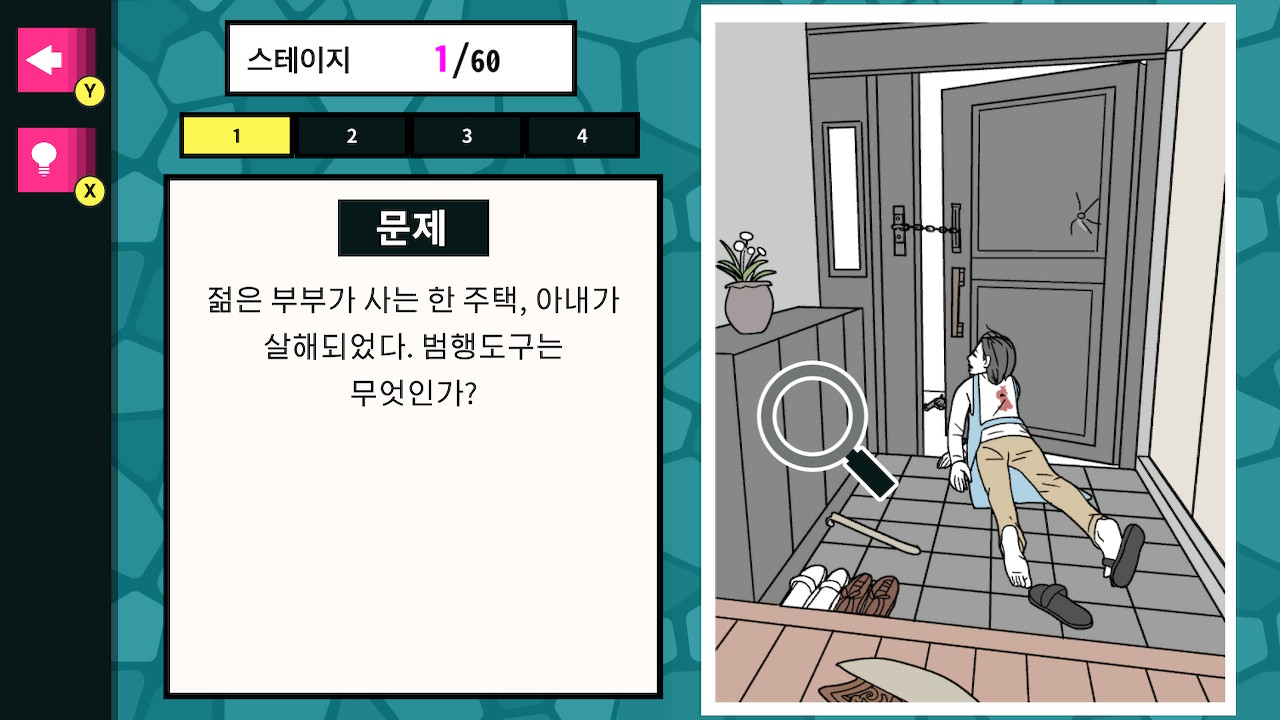 스테이지 1/60
Y
1 2 3 4
X
문제
젊은 부부가 사는 한 주택, 아내가
살해되었다. 범행도구는
무엇인가?